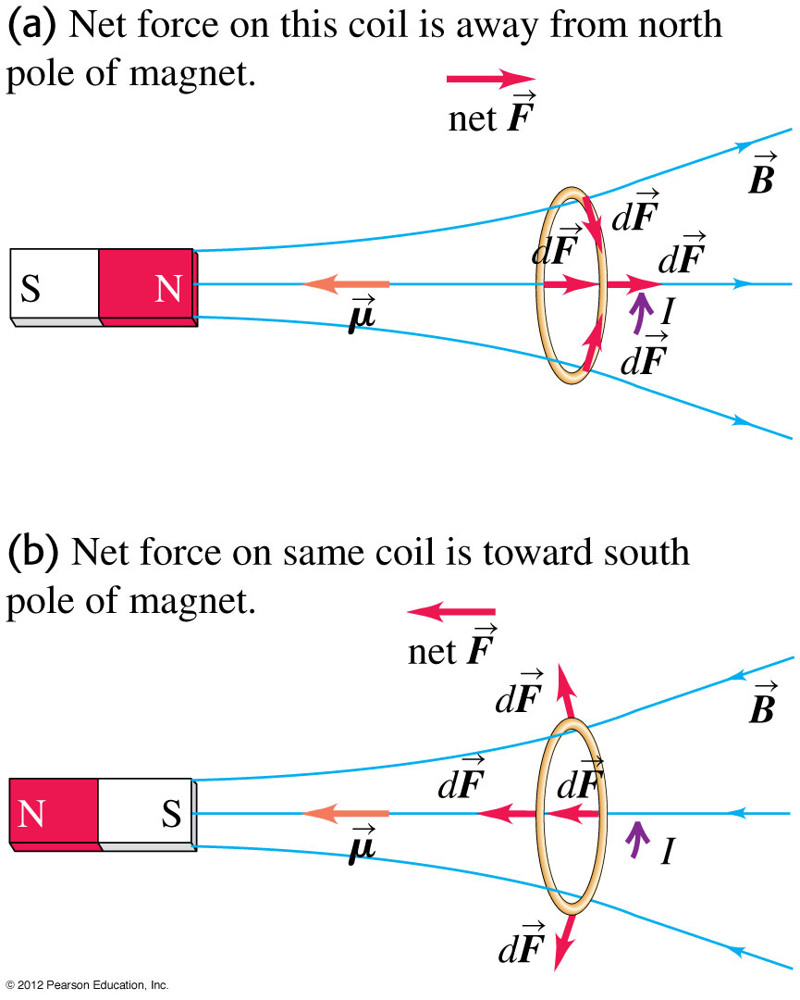 (a) Net force on this coil is away from north
pole of magnet.
net F⃗
B⃗
dF⃗
dF⃗ dF⃗
S N
μ⃗ I
dF⃗
(b) Net force on same coil is toward south
pole of magnet.
net F⃗
dF⃗ B⃗
dF⃗ dF⃗
N S
μ⃗ I
dF⃗
© 2012 Pearson Education, Inc.